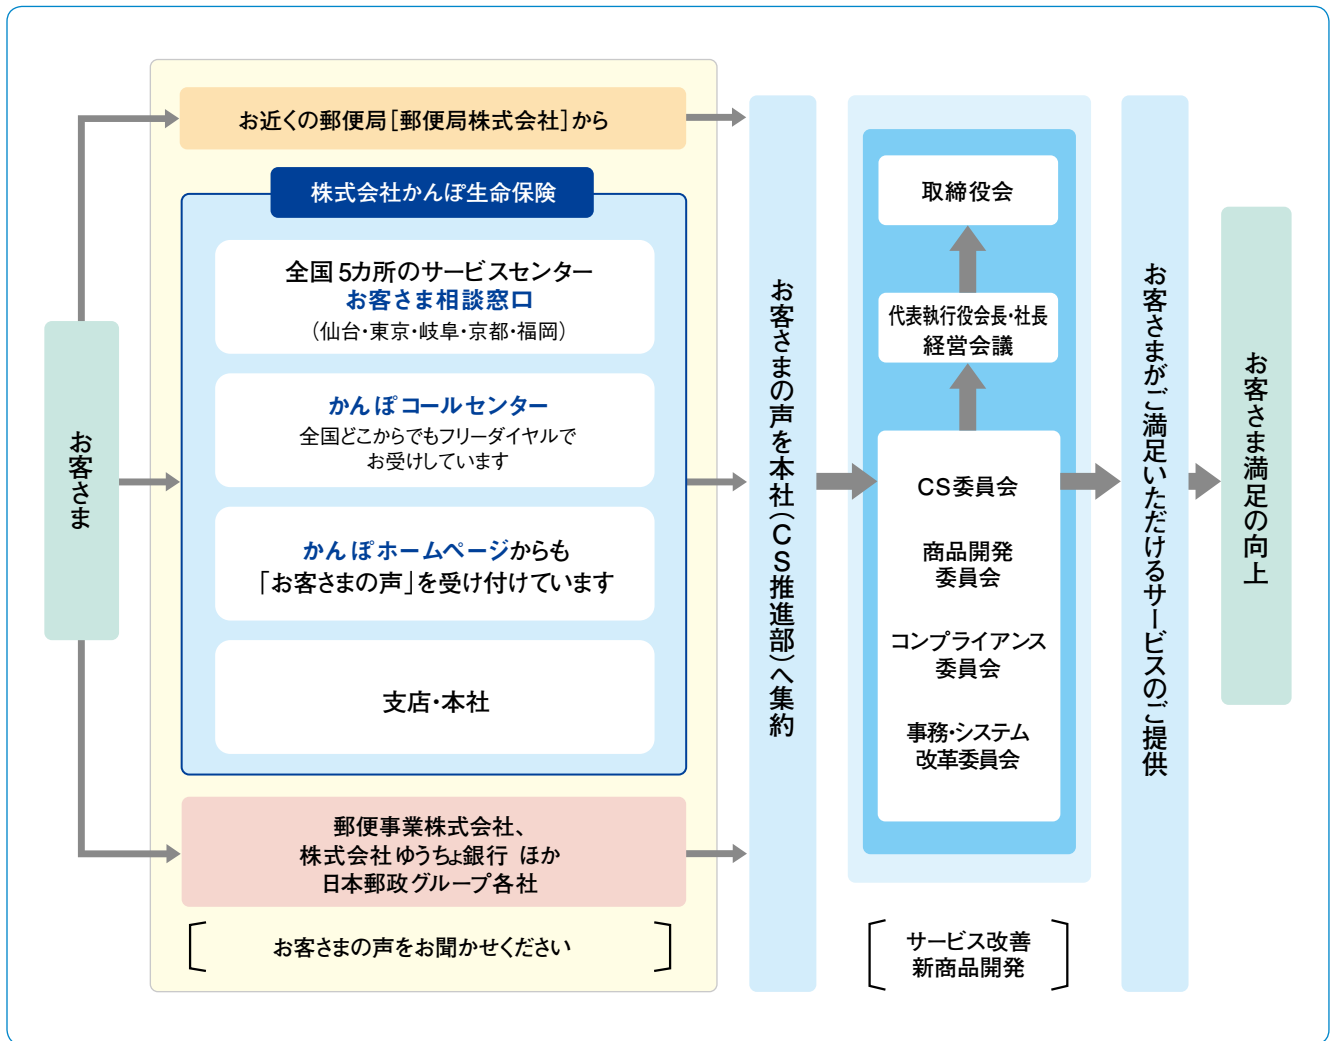 お客さま
お近くの郵便局[郵便局株式会社]から
株式会社かんぽ生命保険
全国5カ所のサービスセンター
お客さま相談窓口
(仙台・東京・岐阜・京都・福岡)
かんぽコールセンター
全国どこからでもフリーダイヤルで
お受けしています
かんぽホームページからも
「お客さまの声」を受け付けています
支店・本社
郵便事業株式会社、
株式会社ゆうちょ銀行 ほか
日本郵政グループ各社
お客さまの声をお聞かせください
お客さまの声を本社(CS推進部)へ集約
取締役会
代表執行役会長・社長
経営会議
CS委員会
商品開発
委員会
コンプライアンス
委員会
事務・システム
改革委員会
サービス改善
新商品開発
お客さまがご満足いただけるサービスのご提供
お客さま満足の向上